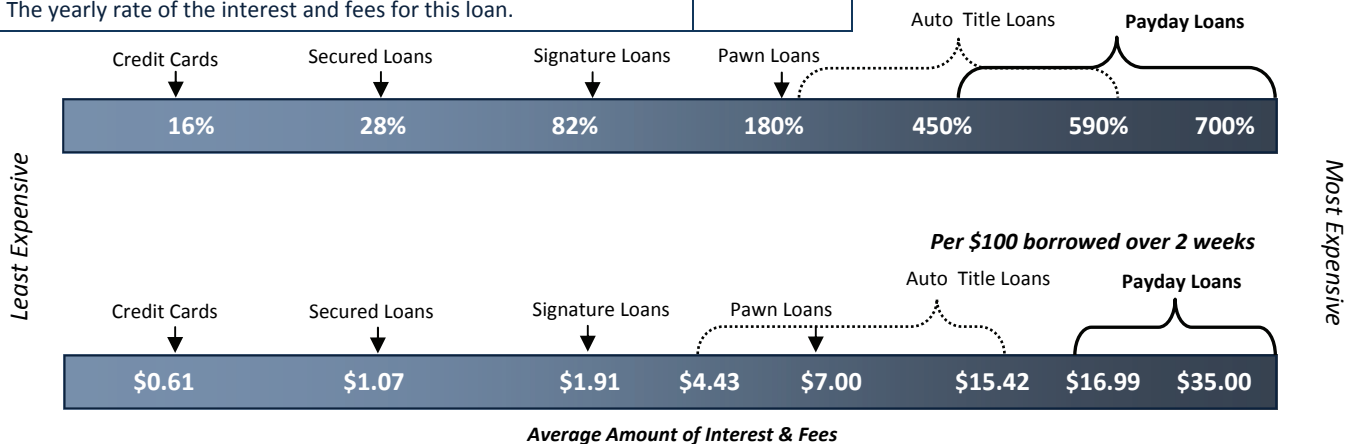 The yearly rate of the interest and fees for this loan.
Auto Title Loans Payday Loans
Credit Cards Secured Loans Signature Loans Pawn Loans
16% 28% 82% 180% 450% 590% 700%
Least Expensive
Most Expensive
Per $100 borrowed over 2 weeks
Auto Title Loans Payday Loans
Credit Cards Secured Loans Signature Loans Pawn Loans
$0.61 $1.07 $1.91 $4.43 $7.00 $15.42 $16.99 $35.00
Average Amount of Interest & Fees